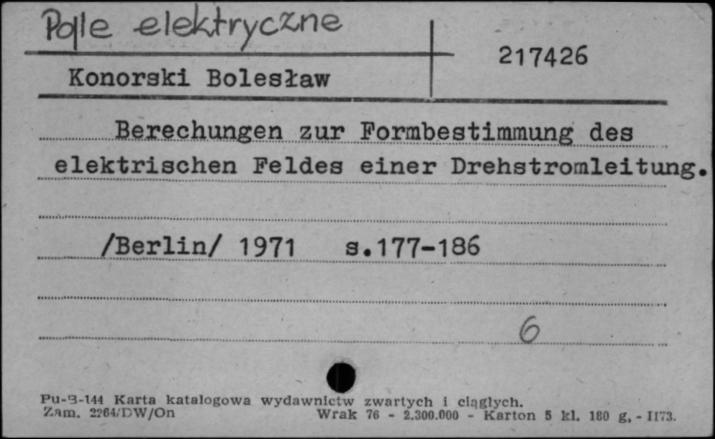 Pole elektryczne
217426
Konorski Bolesław
Berechungen zur Formbestimmung des
elektrischen Feldes einer Drehstromleitung.
/Berlin/ 1971 s.177-186
6
Pu-B-144 Karta katalogowa wydawnictw zwartych i ciągłych.
Zam. 2264/DW/On Wrak 76 - 2.300.000 - Karton 5 kl. 180 g. - II73.